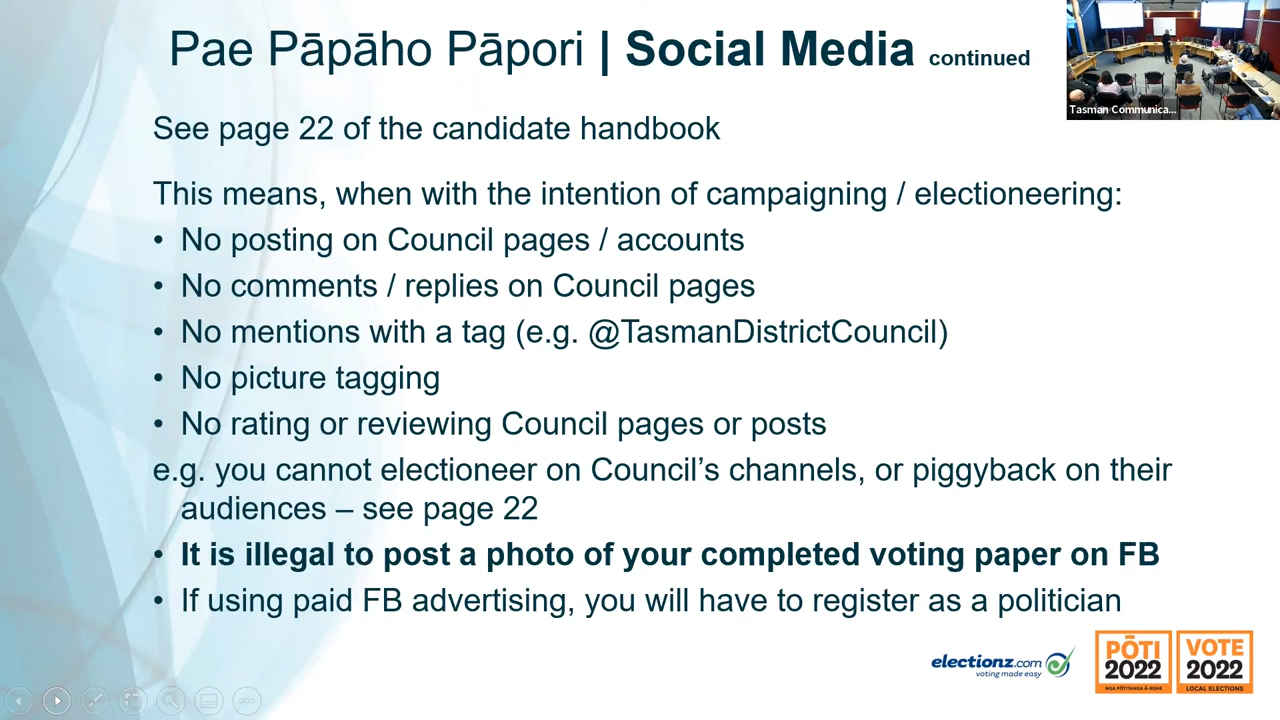 Pae Pāpāho Pāpori | Social Media continued
Tasman Communica...
See page 22 of the candidate handbook
This means, when with the intention of campaigning / electioneering:
• No posting on Council pages / accounts
• No comments / replies on Council pages
• No mentions with a tag (e.g. @TasmanDistrictCouncil)
• No picture tagging
• No rating or reviewing Council pages or posts
e.g. you cannot electioneer on Council's channels, or piggyback on their
audiences – see page 22
• It is illegal to post a photo of your completed voting paper on FB
• If using paid FB advertising, you will have to register as a politician
electionz.com
voting made easy
PŌTI
2022
NGA PŌTITANGA Ā-ROHE
VOTE
2022
LOCAL ELECTIONS